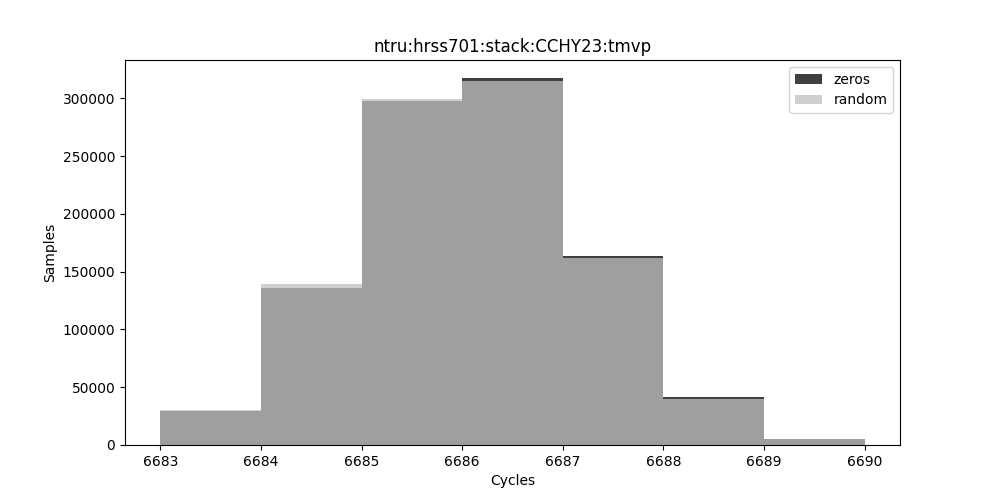 ntru:hrss701:stack:CCHY23:tmvp
zeros
random
300000
250000
200000
150000
100000
50000
0
Samples
6683 6684 6685 6686 6687 6688 6689 6690
Cycles